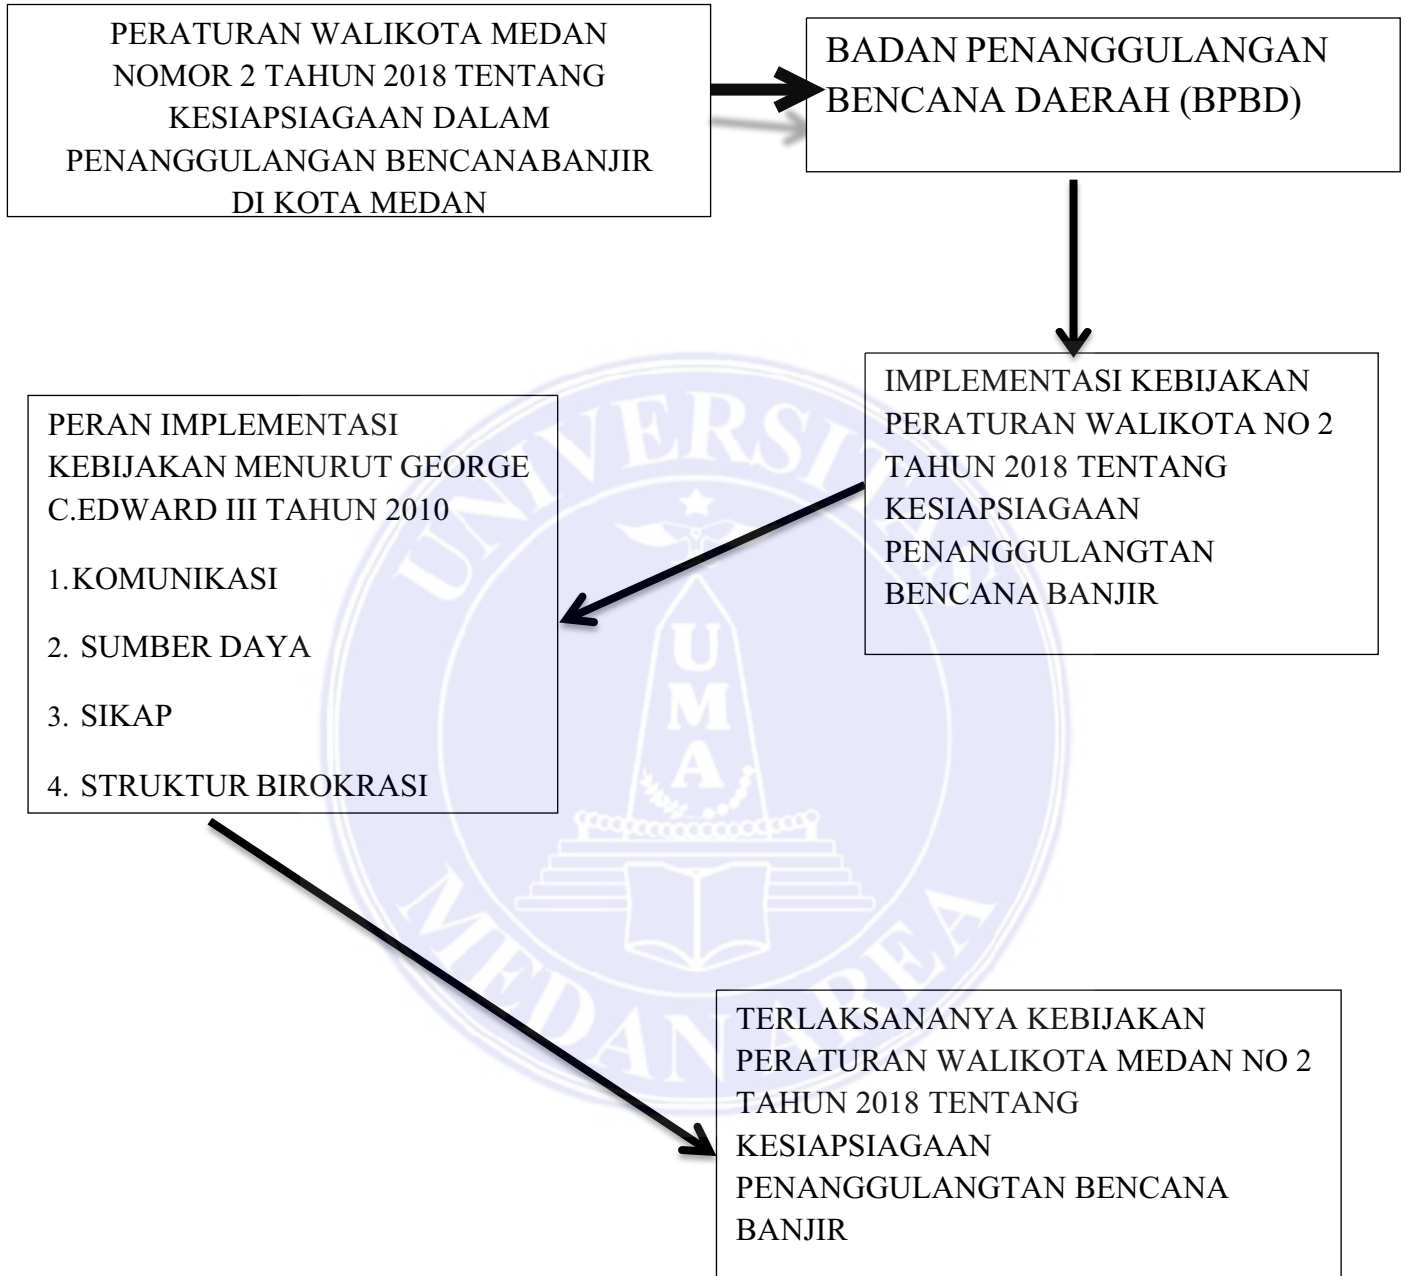 PERATURAN WALIKOTA MEDAN
NOMOR 2 TAHUN 2018 TENTANG
KESIAPSIAGAAN DALAM
PENANGGULANGAN BENCANABANJIR
DI KOTA MEDAN
BADAN PENANGGULANGAN
BENCANA DAERAH (BPBD)
IMPLEMENTASI KEBIJAKAN
PERATURAN WALIKOTA NO 2
TAHUN 2018 TENTANG
KESIAPSIAGAAN
PENANGGULANGTAN
BENCANA BANJIR
PERAN IMPLEMENTASI
KEBIJAKAN MENURUT GEORGE
C.EDWARD III TAHUN 2010
1.KOMUNIKASI
2. SUMBER DAYA
3. SIKAP
4. STRUKTUR BIROKRASI
TERLAKSANANYA KEBIJAKAN
PERATURAN WALIKOTA MEDAN NO 2
TAHUN 2018 TENTANG
KESIAPSIAGAAN
PENANGGULANGTAN BENCANA
BANJIR
UNIVERSITAS
UMA
MEDAN AREA